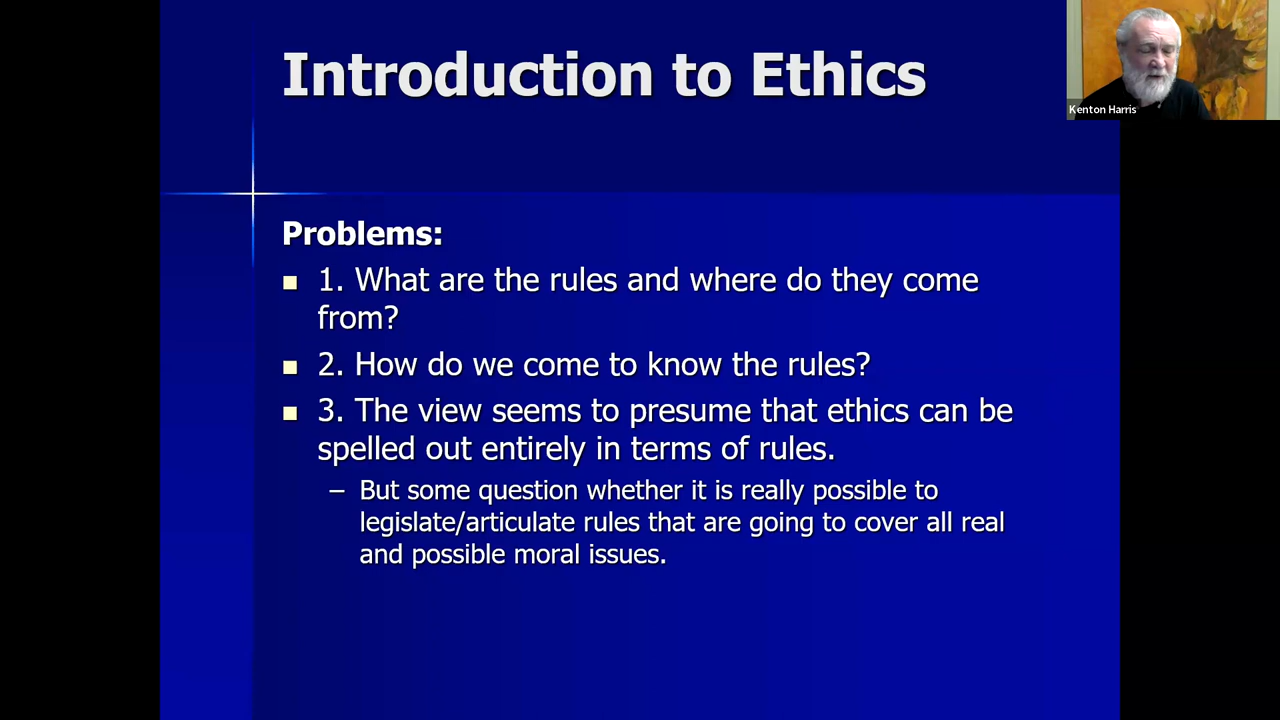 Introduction to Ethics
Kenton Harris
Problems:
1. What are the rules and where do they come
from?
2. How do we come to know the rules?
3. The view seems to presume that ethics can be
spelled out entirely in terms of rules.
– But some question whether it is really possible to
legislate/articulate rules that are going to cover all real
and possible moral issues.